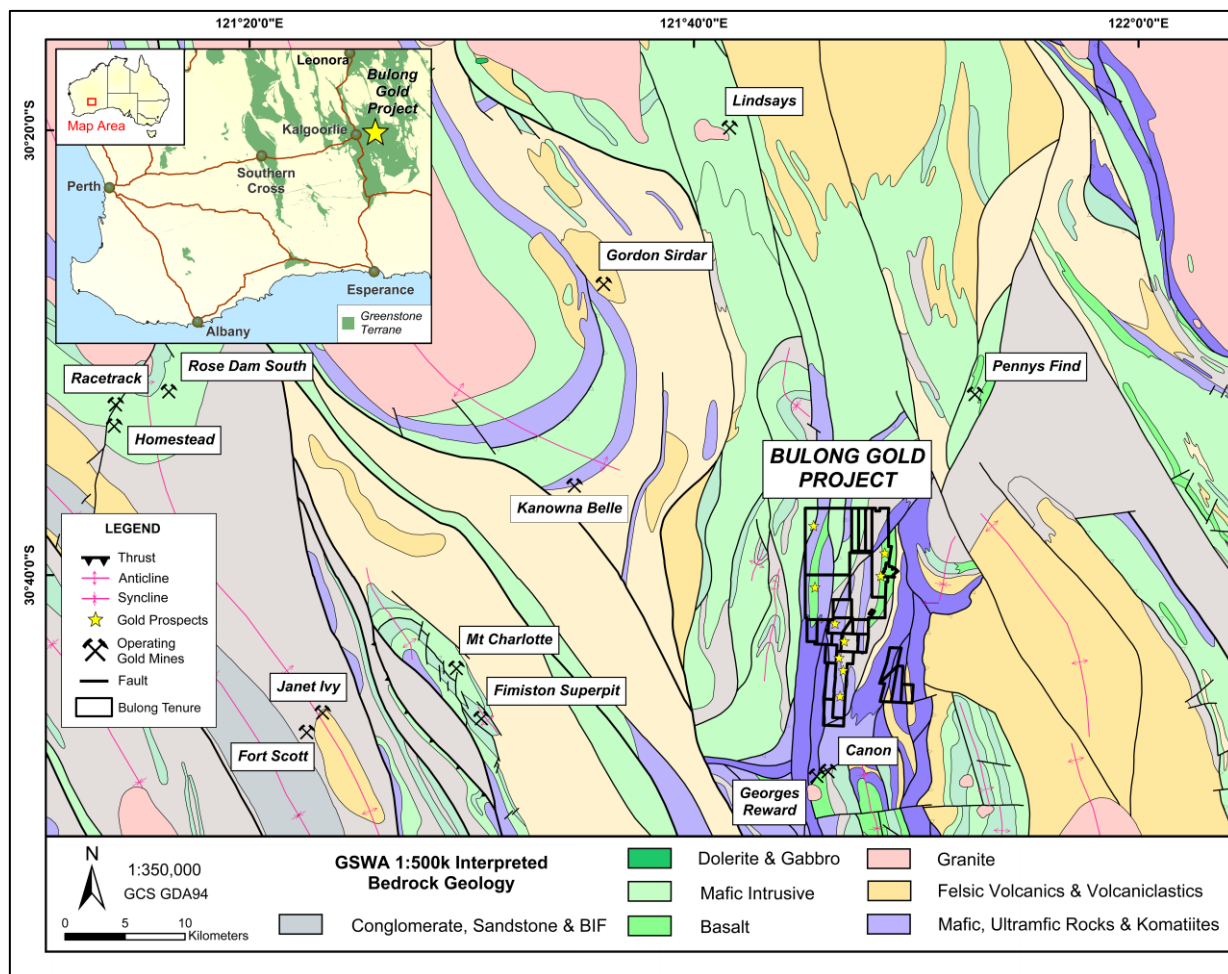 121°20'0"E
121°40'0"E
122°0'0"E
30°20'0"S
30°40'0"S
Map Area
Leonora
Bulong
Gold
Project
Kalgoorlie
Southern
Cross
Perth
Esperance
Albany
Greenstone
Terrane
Lindsays
Gordon Sirdar
Racetrack
Rose Dam South
Homestead
Pennys Find
BULONG GOLD
PROJECT
Kanowna Belle
LEGEND
Thrust
Anticline
Syncline
Gold Prospects
Operating
Gold Mines
Fault
Bulong Tenure
Mt Charlotte
Janet Ivy
Fimiston Superpit
Fort Scott
Canon
Georges
Reward
N
1:350,000
GCS GDA94
0 5 10
Kilometers
GSWA 1:500k Interpreted
Bedrock Geology
Conglomerate, Sandstone & BIF
Dolerite & Gabbro
Mafic Intrusive
Basalt
Granite
Felsic Volcanics & Volcaniclastics
Mafic, Ultramfic Rocks & Komatiites